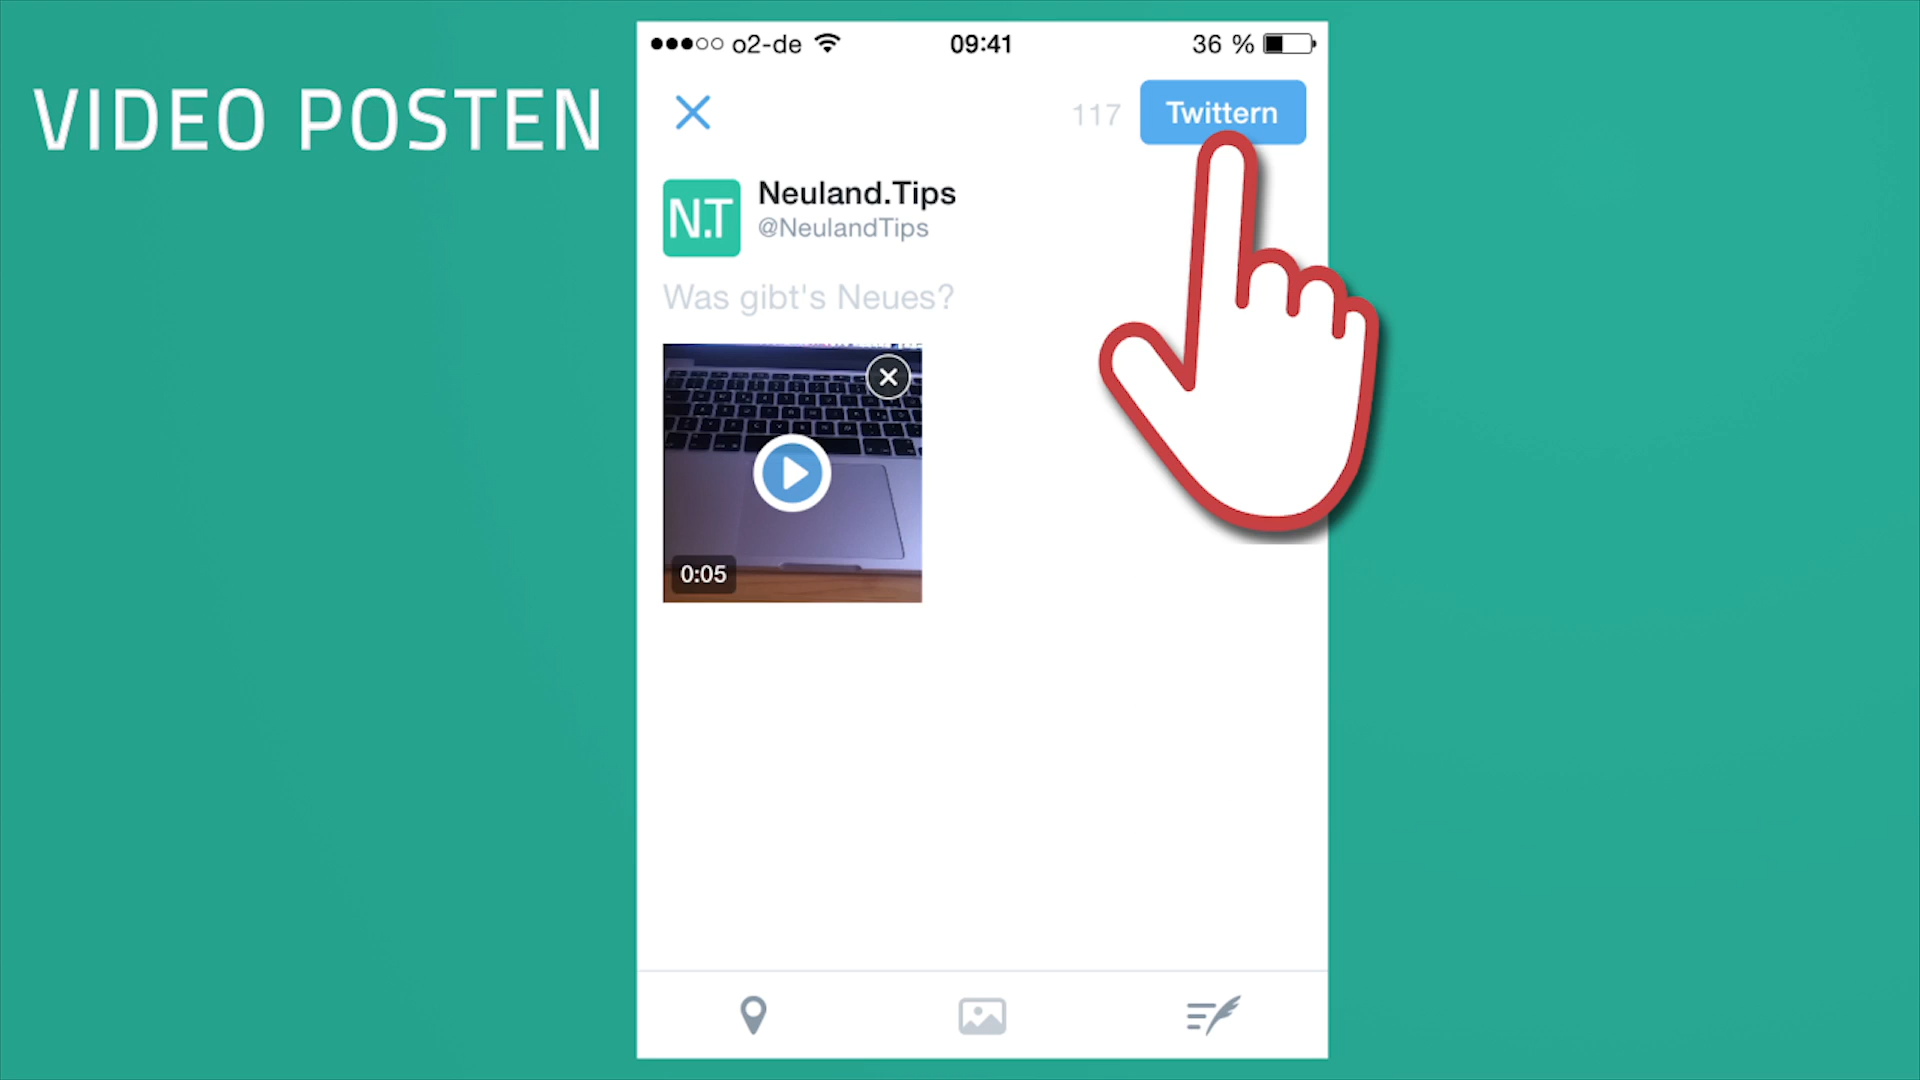 VIDEO POSTEN
o2-de
09:41
36 %
117
Twittern
N.T
Neuland.Tips
@NeulandTips
Was gibt's Neues?
0:05